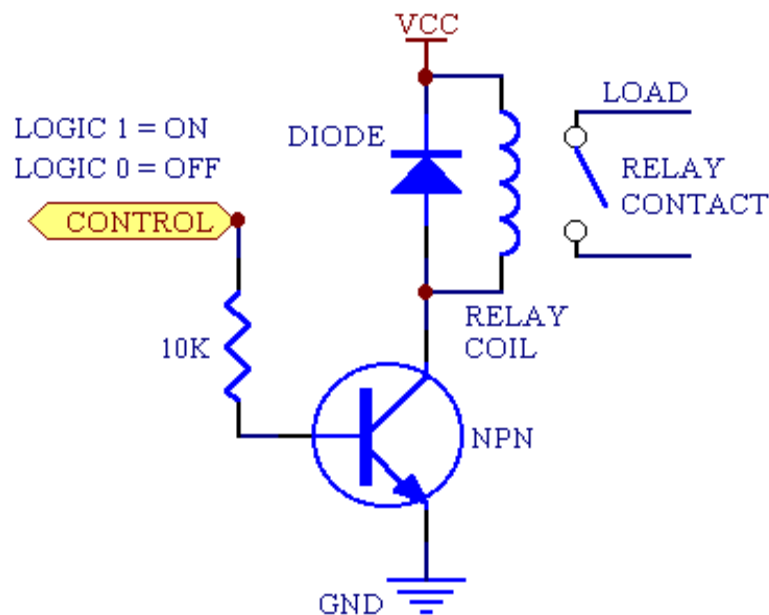 VCC
LOGIC 1 = ON
LOGIC 0 = OFF
CONTROL
DIODE
LOAD
RELAY
CONTACT
10K
RELAY
COIL
NPN
GND